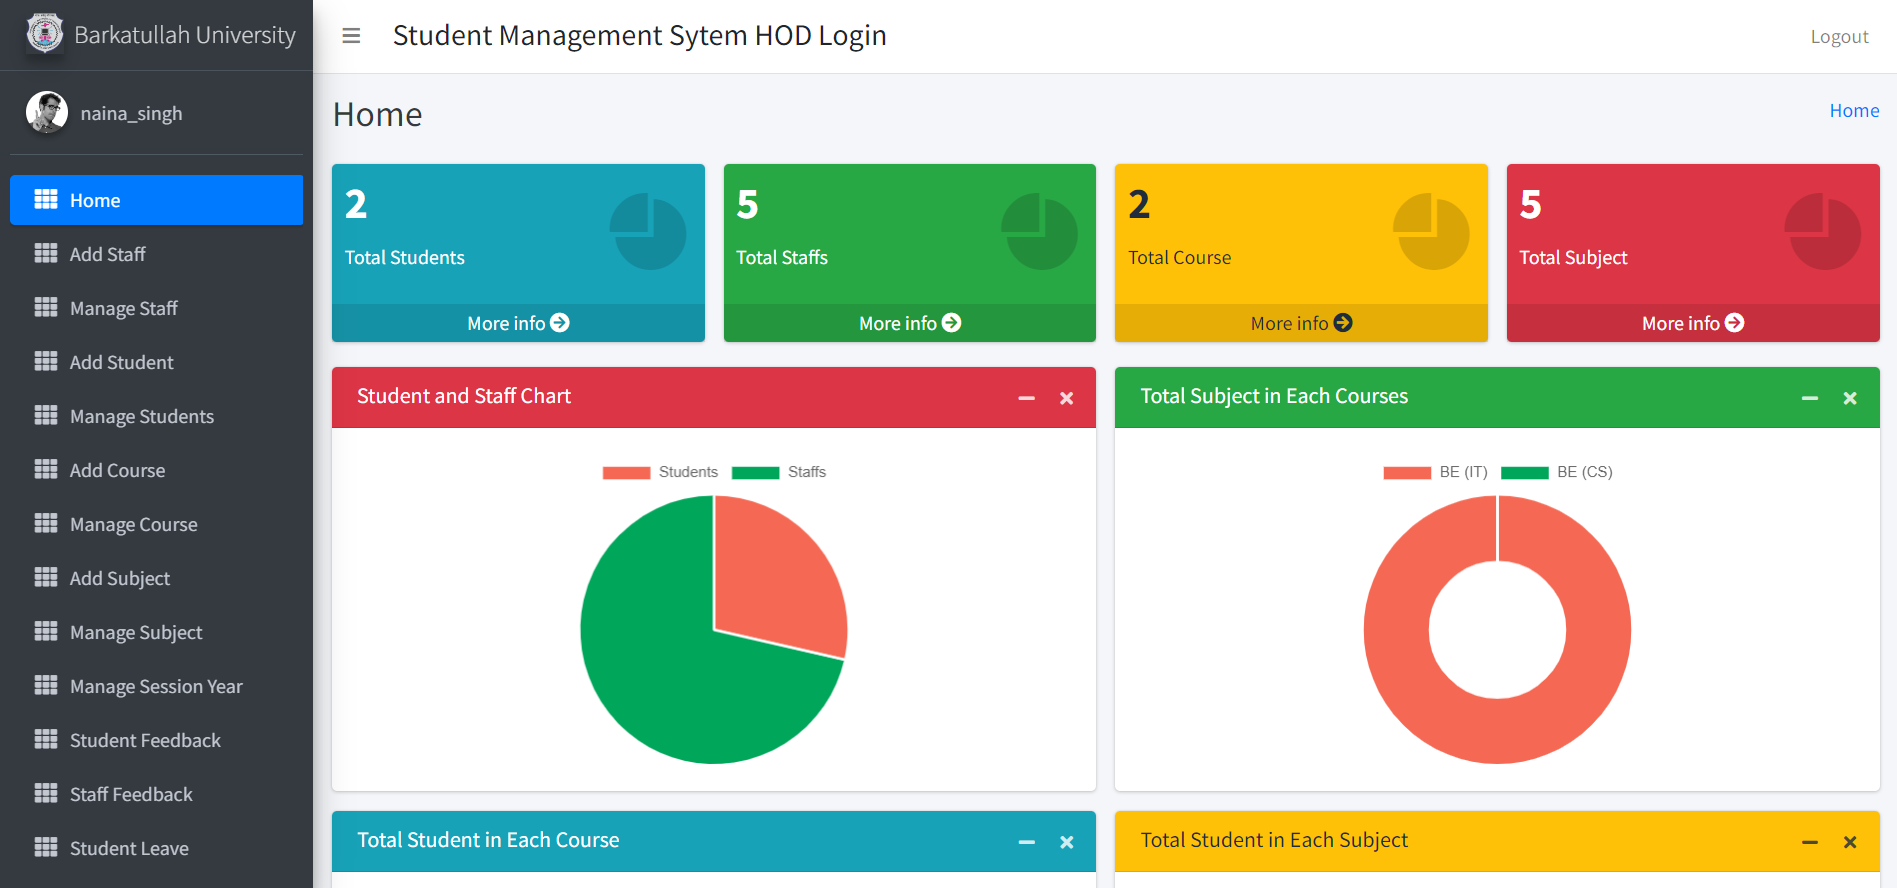 Barkatullah University
naina_singh
Home
Add Staff
Manage Staff
Add Student
Manage Students
Add Course
Manage Course
Add Subject
Manage Subject
Manage Session Year
Student Feedback
Staff Feedback
Student Leave
Student Management Sytem HOD Login
Logout
Home
Home
2
Total Students
More info
5
Total Staffs
More info
2
Total Course
More info
5
Total Subject
More info
Student and Staff Chart
Students Staffs
Total Subject in Each Courses
BE (IT) BE (CS)
Total Student in Each Course
Total Student in Each Subject